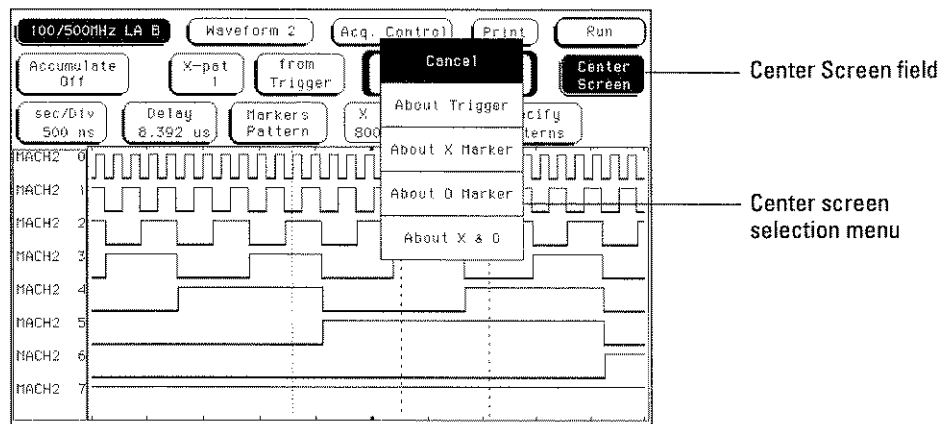 100/500MHz LA B
Waveform 2
Acq. Control
Print
Run
Accumulate
Off
X-pat
1
from
Trigger
Center
Screen
sec/Div
500 ns
Delay
8.392 us
Markers
Pattern
X
800
Cancel
About Trigger
About X Marker
About O Marker
About X & O
Center Screen field
Center screen
selection menu
MACH2 0
MACH2 1
MACH2 2
MACH2 3
MACH2 4
MACH2 5
MACH2 6
MACH2 7